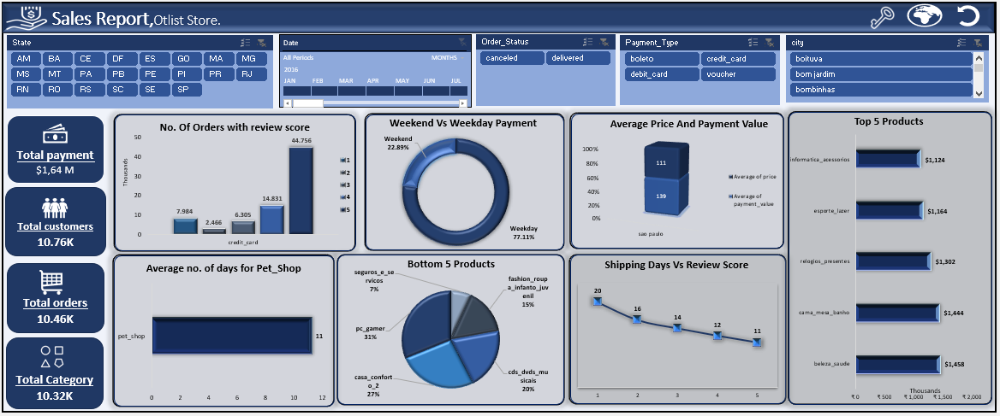 Sales Report,Otlist Store.
State
AM BA CE DF ES GO MA MG
MS MT PA PB PE PI PR RJ
RN RO RS SC SE SP
Date
All Periods MONTHS
2016
JAN FEB MAR APR MAY JUN JUL
Order_Status
canceled delivered
Payment_Type
boleto credit_card
debit_card voucher
city
boituva
bom jardim
bombinhas
Total payment
$1,64 M
Total customers
10.76K
Total orders
10.46K
Total Category
10.32K
No. Of Orders with review score
Thousands
50
40
30
20
10
0
7.984
2.466
6.305
14.831
44.756
credit_card
1
2
3
4
5
Weekend Vs Weekday Payment
Weekend
22.89%
Weekday
77.11%
Average Price And Payment Value
100%
80%
60%
40%
20%
0%
111
139
sao paulo
Average of price
Average of
payment_value
Top 5 Products
informatica_acessorios
$1,124
esporte_lazer
$1,164
relogios_presentes
$1,302
cama_mesa_banho
$1,444
beleza_saude
$1,458
Thousands
₹ 0 ₹ 500 ₹ 1,000 ₹ 1,500 ₹ 2,000
Average no. of days for Pet_Shop
pet_shop
11
0 2 4 6 8 10 12
Bottom 5 Products
seguros_e_se
rvicos
7%
fashion_roup
a_infanto_juv
enil
15%
pc_gamer
31%
casa_confort
o_2
27%
cds_dvds_mu
sicais
20%
Shipping Days Vs Review Score
20
16
14
12
11
1 2 3 4 5